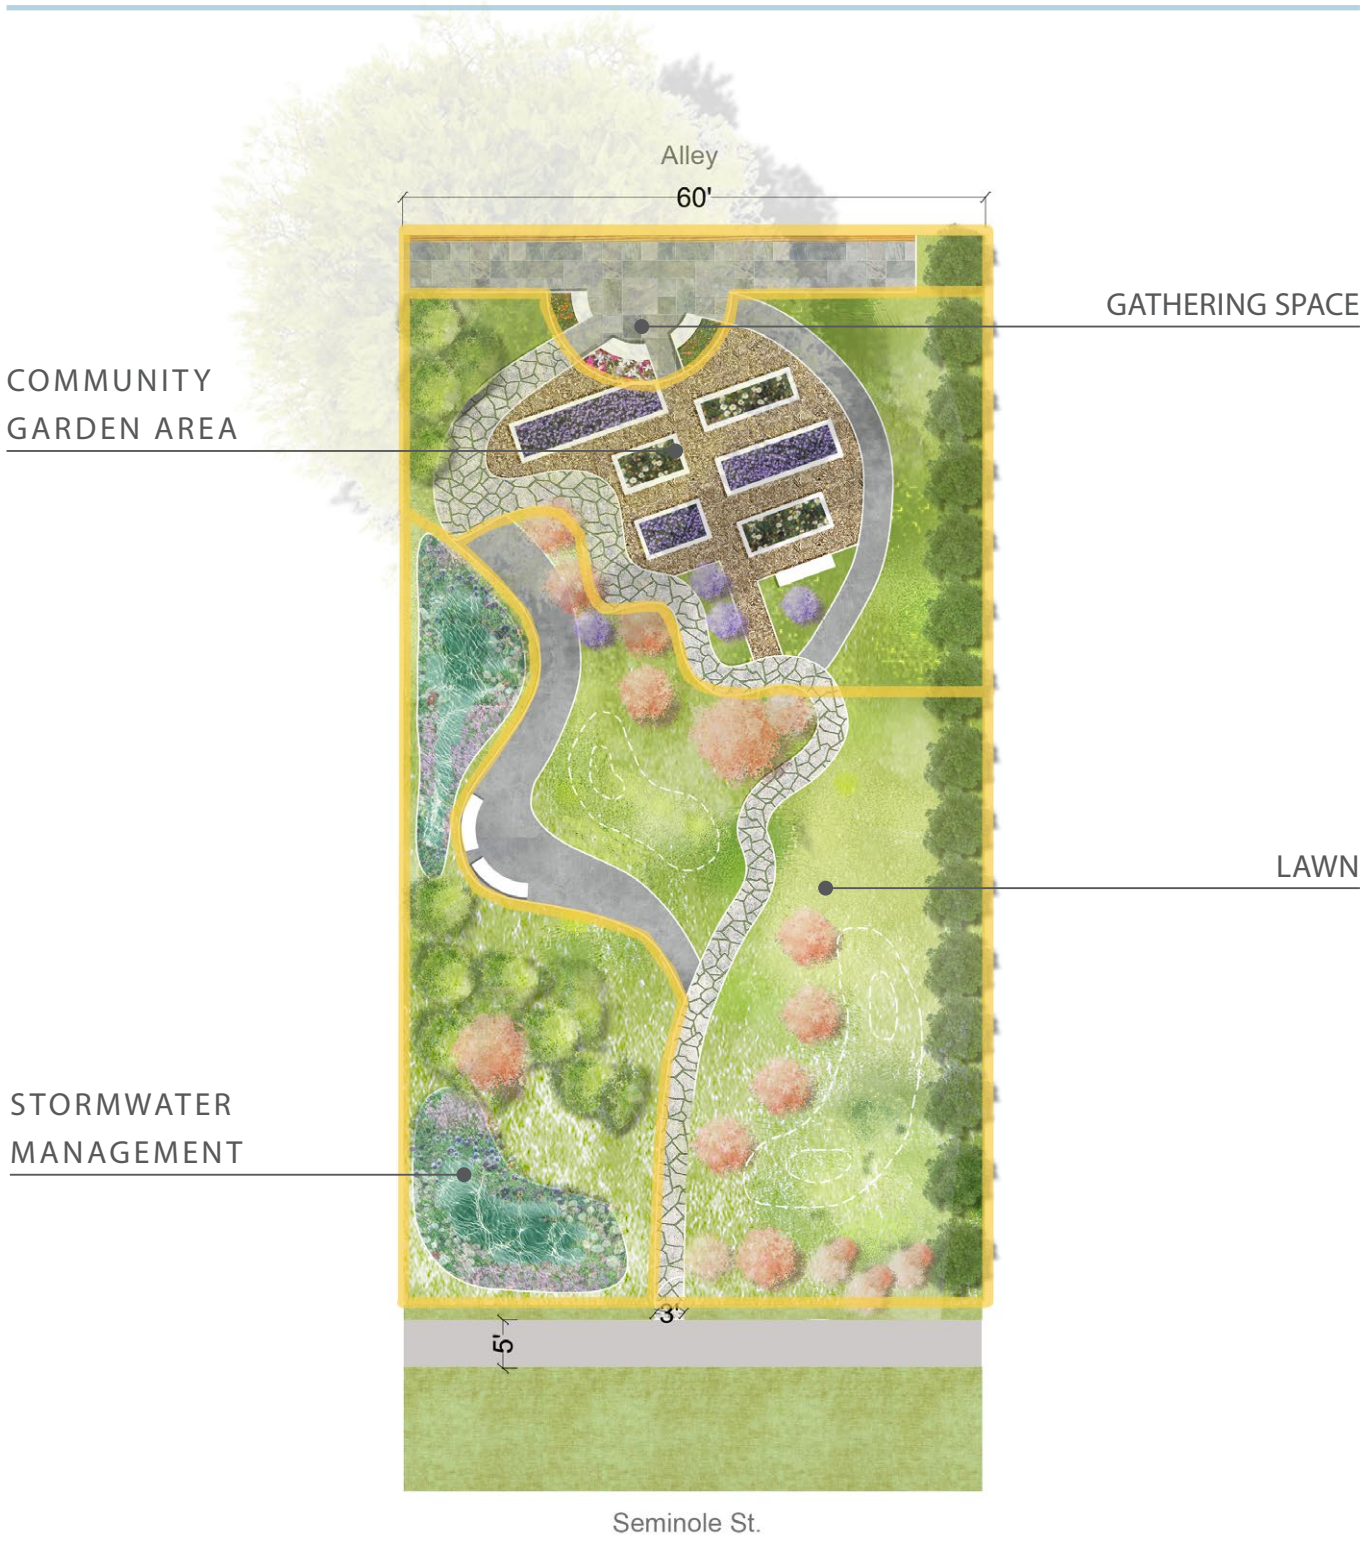 Alley
60'
GATHERING SPACE
COMMUNITY
GARDEN AREA
LAWN
STORMWATER
MANAGEMENT
3'
5'
Seminole St.